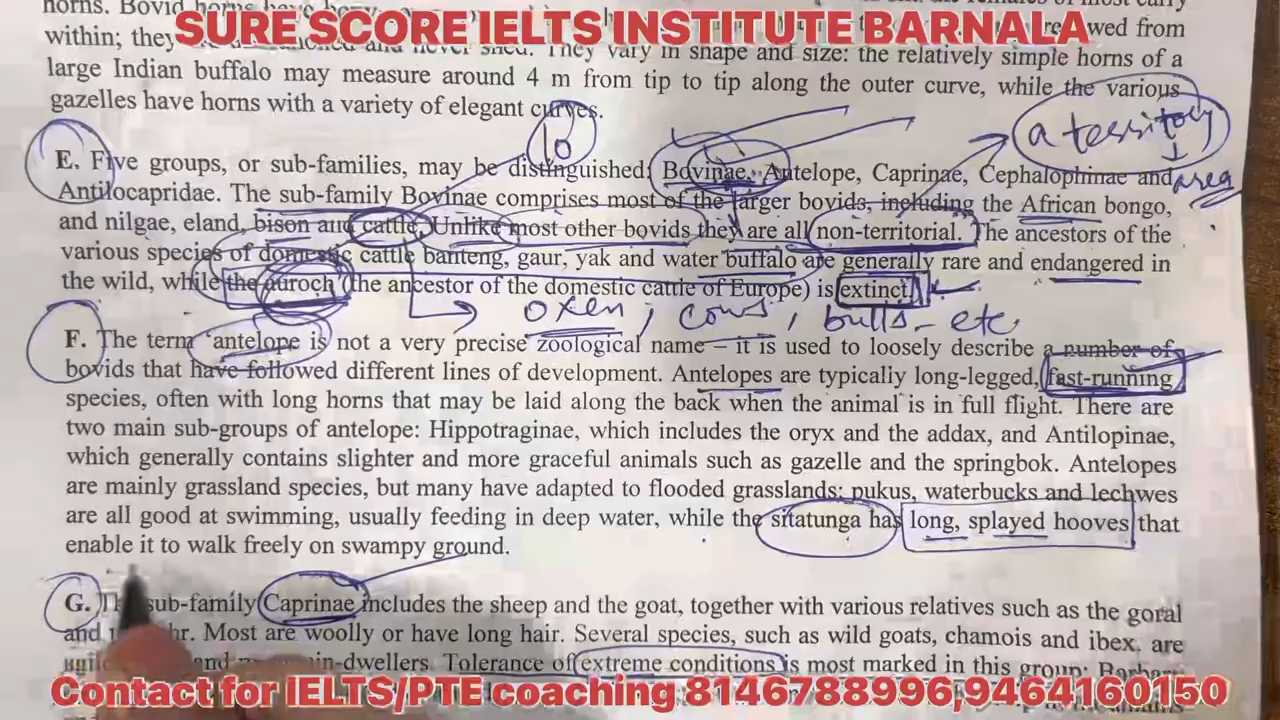 horns. Bovid
SURE SCORE IELTS INSTITUTE BARNALA
within; they and never shed. They vary in shape and size: the relatively simple horns of a
large Indian buffalo may measure around 4 m from tip to tip along the outer curve, while the various
gazelles have horns with a variety of elegant curves.
b
a territory
area
E. Five groups, or sub-families, may be distinguished: Bovinae, Antelope, Caprinae, Cephalophinae and
Antilocapridae. The sub-family Bovinae comprises most of the larger bovids, including the African bongo,
and nilgae, eland, bison and cattle. Unlike most other bovids they are all non-territorial. The ancestors of the
various species of domestic cattle banteng, gaur, yak and water buffalo are generally rare and endangered in
the wild, while the auroch (the ancestor of the domestic cattle of Europe) is extinct.
oxen, cows, bulls - etc
F. The term 'antelope is not a very precise zoological name – it is used to loosely describe a number of
bovids that have followed different lines of development. Antelopes are typically long-legged, fast-running
species, often with long horns that may be laid along the back when the animal is in full flight. There are
two main sub-groups of antelope: Hippotraginae, which includes the oryx and the addax, and Antilopinae,
which generally contains slighter and more graceful animals such as gazelle and the springbok. Antelopes
are mainly grassland species, but many have adapted to flooded grasslands: pukus, waterbucks and lechwes
are all good at swimming, usually feeding in deep water, while the sitatunga has long, splayed hooves that
enable it to walk freely on swampy ground.
G. sub-family Caprinae includes the sheep and the goat, together with various relatives such as the goral
and Most are woolly or have long hair. Several species, such as wild goats, chamois and ibex, are
and Tolerance of extreme conditions is most marked in this group:
Contact for IELTS/PTE coaching 8146788996,9464160150